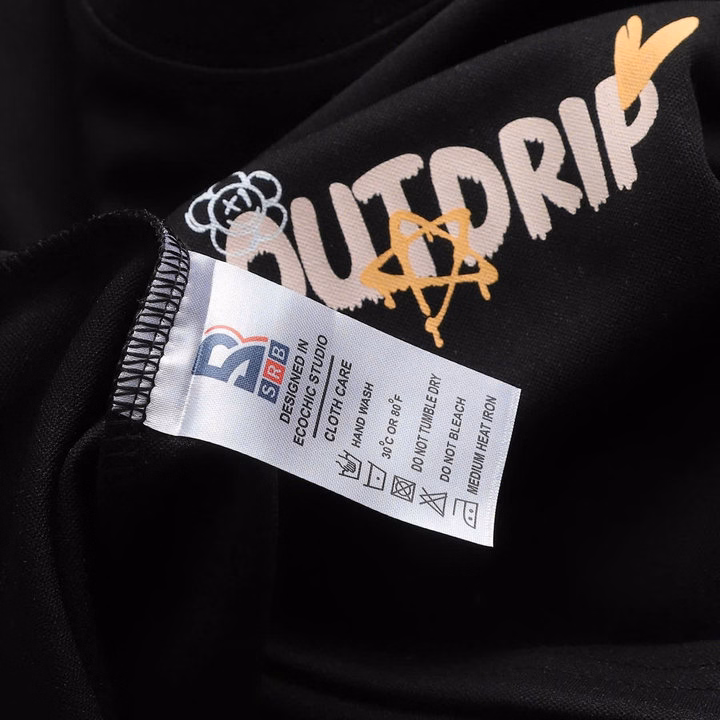 OUTDRIP
SRB
DESIGNED IN
ECOCHIC STUDIO
CLOTH CARE
HAND WASH
30°C OR 80°F
DO NOT TUMBLE DRY
DO NOT BLEACH
MEDIUM HEAT IRON